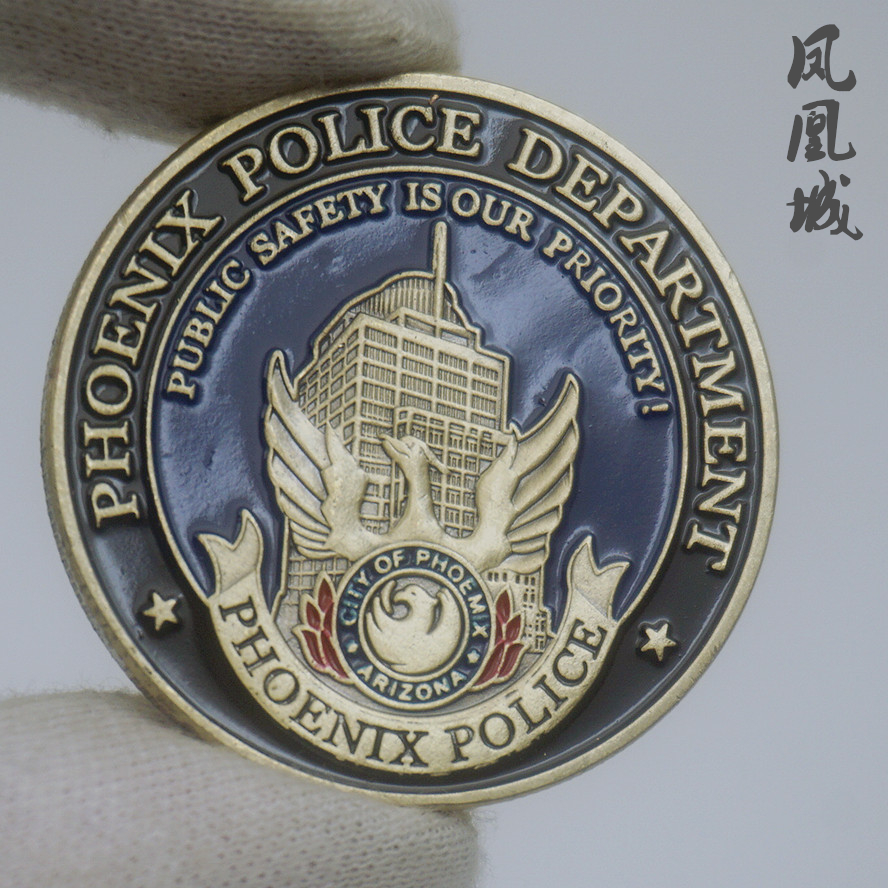 凤凰城
PHOENIX POLICE DEPARTMENT
PUBLIC SAFETY IS OUR PRIORITY!
CITY OF PHOENIX
ARIZONA
PHOENIX POLICE